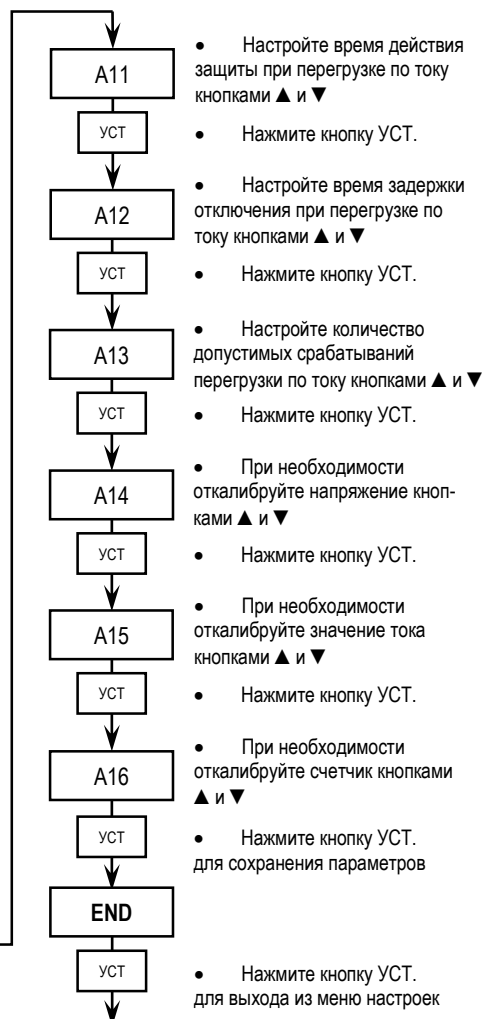 A11
• Настройте время действия
защиты при перегрузке по току
кнопками ▲ и ▼
УСТ
• Нажмите кнопку УСТ.
A12
• Настройте время задержки
отключения при перегрузке по
току кнопками ▲ и ▼
УСТ
• Нажмите кнопку УСТ.
A13
• Настройте количество
допустимых срабатываний
перегрузки по току кнопками ▲ и ▼
УСТ
• Нажмите кнопку УСТ.
A14
• При необходимости
откалибруйте напряжение кноп-
ками ▲ и ▼
УСТ
• Нажмите кнопку УСТ.
A15
• При необходимости
откалибруйте значение тока
кнопками ▲ и ▼
УСТ
• Нажмите кнопку УСТ.
A16
• При необходимости
откалибруйте счетчик кнопками
▲ и ▼
УСТ
• Нажмите кнопку УСТ.
для сохранения параметров
END
УСТ
• Нажмите кнопку УСТ.
для выхода из меню настроек